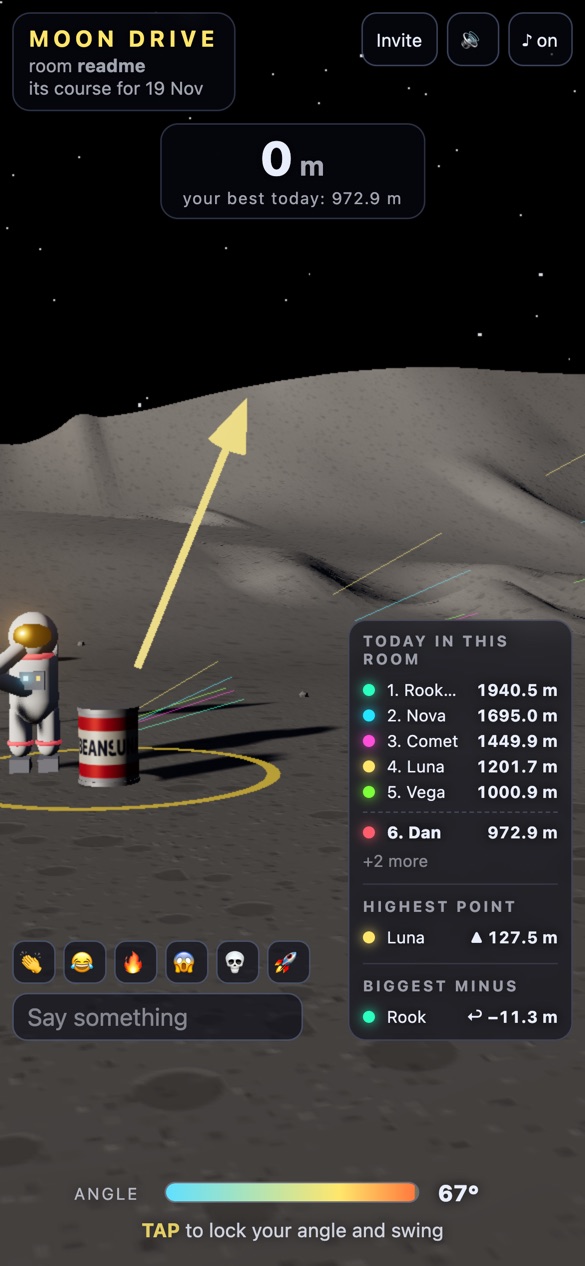 MOON DRIVE
room readme
its course for 19 Nov
Invite
♪ on
0 m
your best today: 972.9 m
TODAY IN THIS
ROOM
1. Rook… 1940.5 m
2. Nova 1695.0 m
3. Comet 1449.9 m
4. Luna 1201.7 m
5. Vega 1000.9 m
6. Dan 972.9 m
+2 more
HIGHEST POINT
Luna ▲ 127.5 m
BIGGEST MINUS
Rook ↩ −11.3 m
Say something
ANGLE 67°
TAP to lock your angle and swing